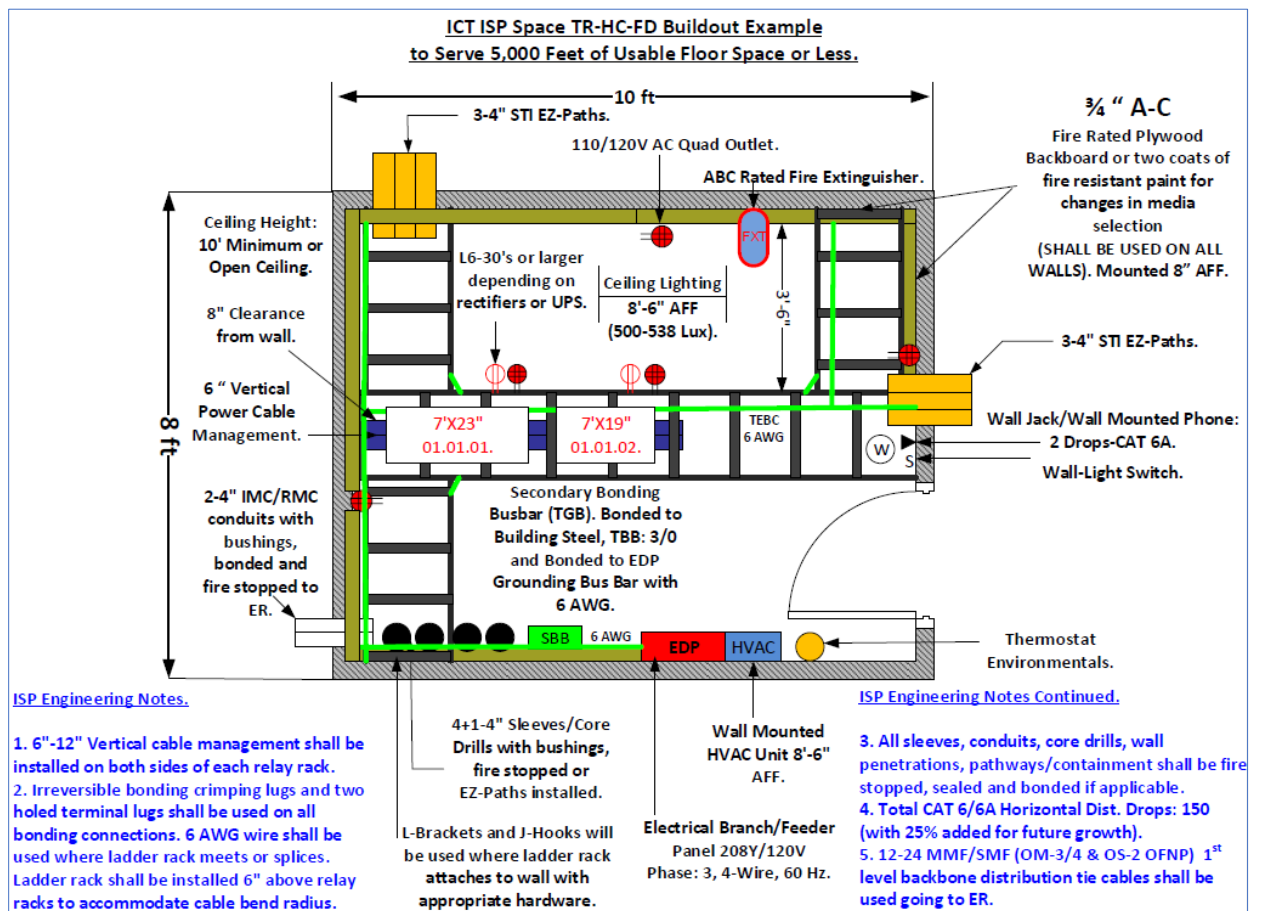 ICT ISP Space TR-HC-FD Buildout Example
to Serve 5,000 Feet of Usable Floor Space or Less.
10 ft
3-4" STI EZ-Paths.
110/120V AC Quad Outlet.
ABC Rated Fire Extinguisher.
¾ “ A-C
Fire Rated Plywood
Backboard or two coats of
fire resistant paint for
changes in media
selection
(SHALL BE USED ON ALL
WALLS). Mounted 8” AFF.
8 ft
Ceiling Height:
10' Minimum or
Open Ceiling.
L6-30's or larger
depending on
rectifiers or UPS.
Ceiling Lighting
8'-6" AFF
(500-538 Lux).
FXT
3'-6"
8" Clearance
from wall.
6 “ Vertical
Power Cable
Management.
3-4" STI EZ-Paths.
7'X23"
01.01.01.
7'X19"
01.01.02.
TEBC
6 AWG
W
S
Wall Jack/Wall Mounted Phone:
2 Drops-CAT 6A.
Wall-Light Switch.
2-4" IMC/RMC
conduits with
bushings,
bonded and
fire stopped to
ER.
Secondary Bonding
Busbar (TGB). Bonded to
Building Steel, TBB: 3/0
and Bonded to EDP
Grounding Bus Bar with
6 AWG.
SBB
6 AWG
EDP
HVAC
Thermostat
Environmentals.
ISP Engineering Notes.
1. 6"-12" Vertical cable management shall be
installed on both sides of each relay rack.
2. Irreversible bonding crimping lugs and two
holed terminal lugs shall be used on all
bonding connections. 6 AWG wire shall be
used where ladder rack meets or splices.
Ladder rack shall be installed 6" above relay
racks to accommodate cable bend radius.
4+1-4" Sleeves/Core
Drills with bushings,
fire stopped or
EZ-Paths installed.
L-Brackets and J-Hooks will
be used where ladder rack
attaches to wall with
appropriate hardware.
Wall Mounted
HVAC Unit 8'-6"
AFF.
Electrical Branch/Feeder
Panel 208Y/120V
Phase: 3, 4-Wire, 60 Hz.
ISP Engineering Notes Continued.
3. All sleeves, conduits, core drills, wall
penetrations, pathways/containment shall be fire
stopped, sealed and bonded if applicable.
4. Total CAT 6/6A Horizontal Dist. Drops: 150
(with 25% added for future growth).
5. 12-24 MMF/SMF (OM-3/4 & OS-2 OFNP) 1st
level backbone distribution tie cables shall be
used going to ER.